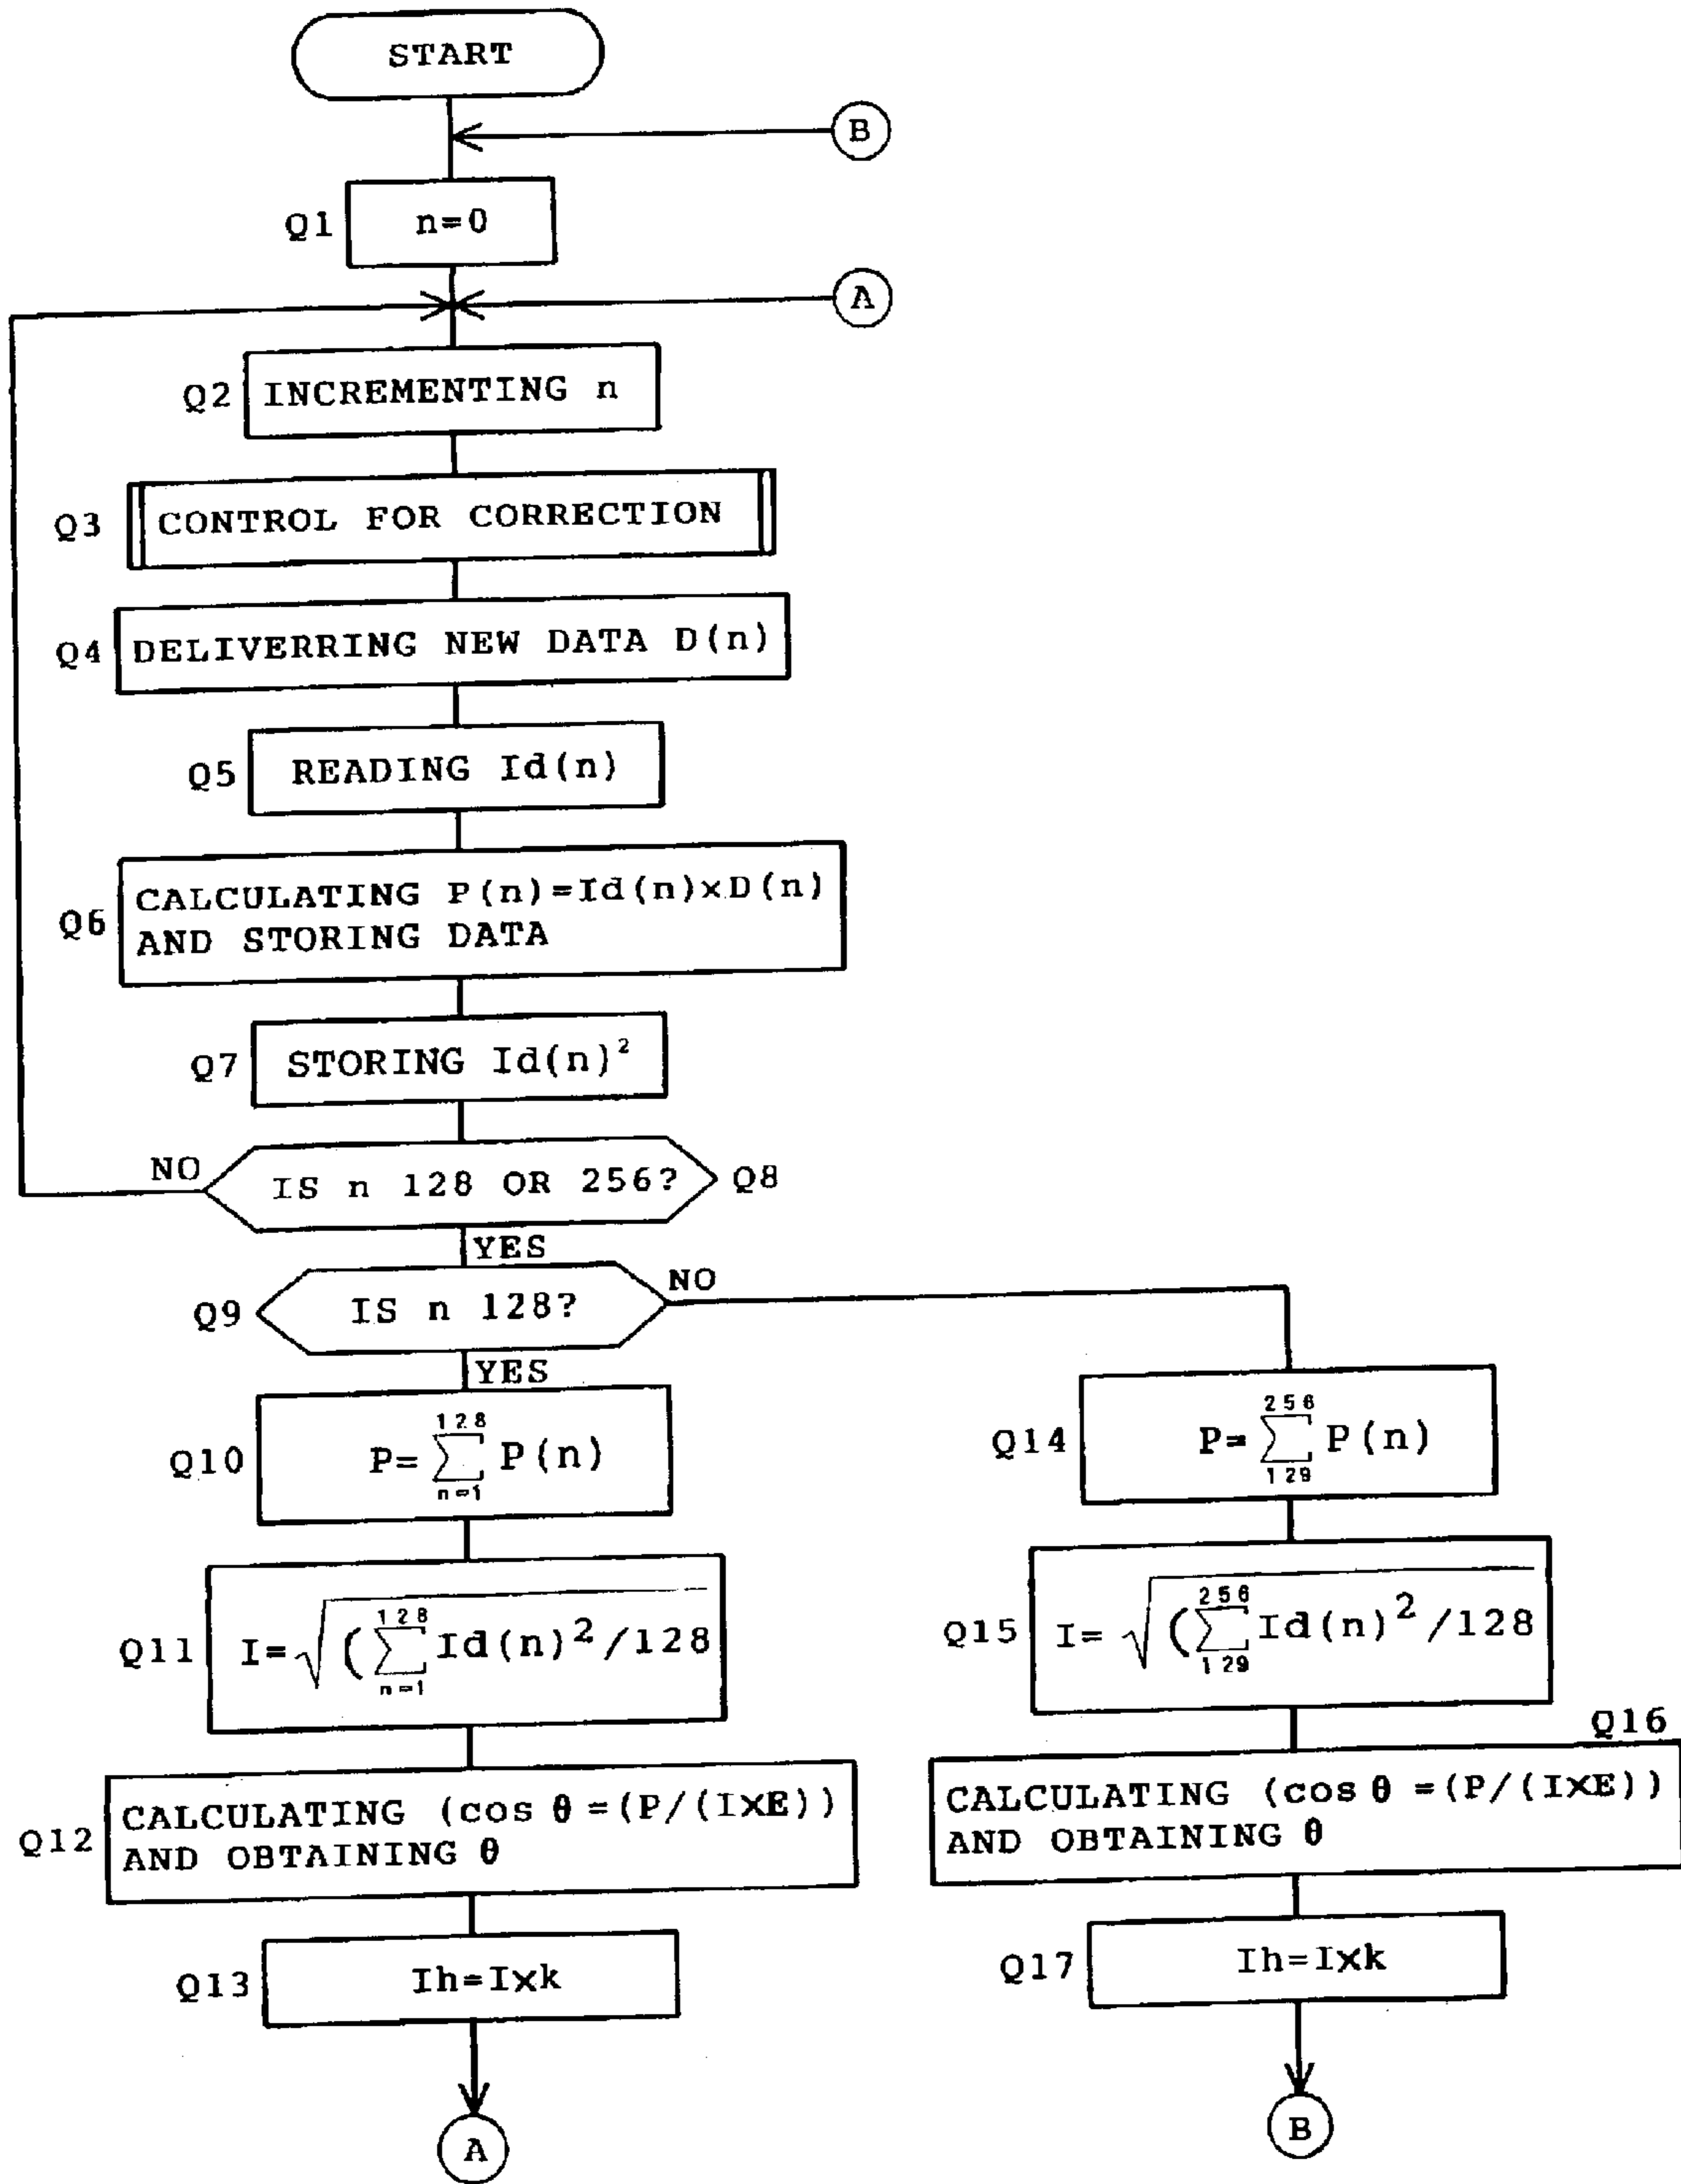 START
B
Q1
n=0
A
Q2
INCREMENTING n
Q3
CONTROL FOR CORRECTION
Q4
DELIVERRING NEW DATA D(n)
Q5
READING Id(n)
Q6
CALCULATING P(n)=Id(n)×D(n)
AND STORING DATA
Q7
STORING Id(n)²
NO
IS n 128 OR 256?
Q8
YES
Q9
IS n 128?
NO
YES
Q10
128
P=∑P(n)
n=1
Q14
256
P=∑P(n)
129
Q11
128
I=√(∑Id(n)²/128
n=1
Q15
256
I=√(∑Id(n)²/128
129
Q12
CALCULATING (cos θ =(P/(I×E))
AND OBTAINING θ
Q16
CALCULATING (cos θ =(P/(I×E))
AND OBTAINING θ
Q13
Ih=I×k
Q17
Ih=I×k
A
B